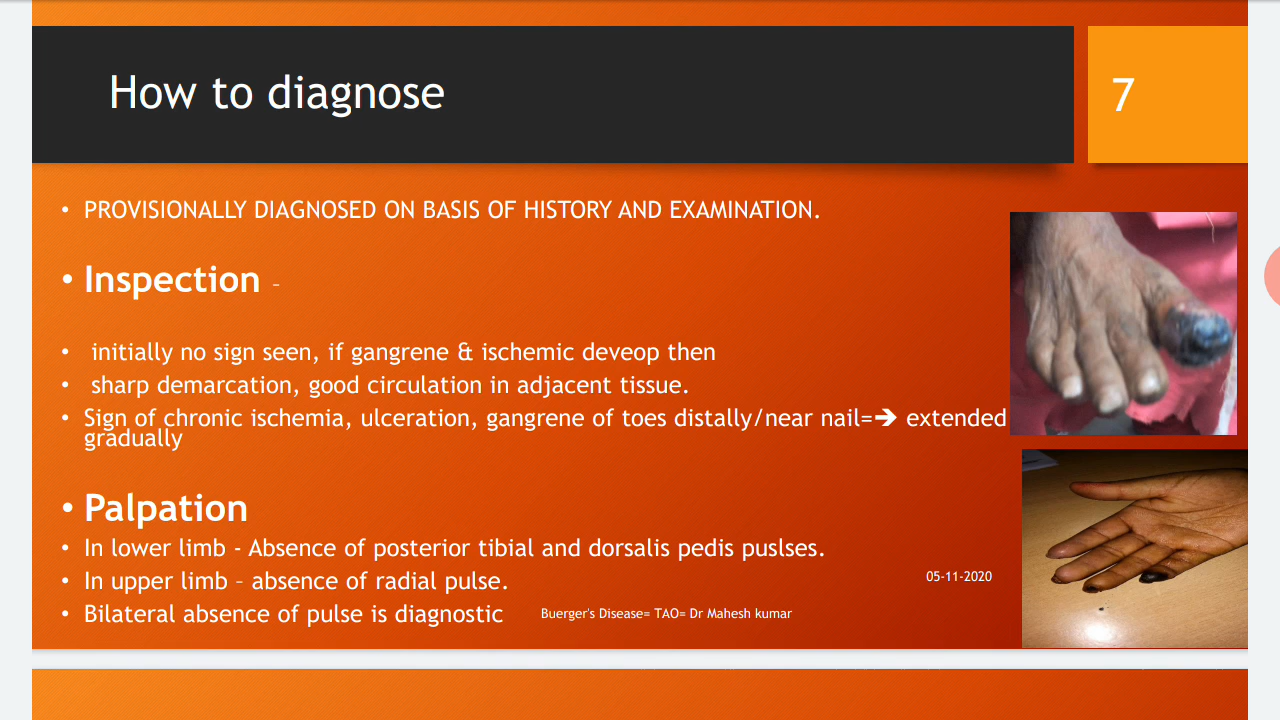 How to diagnose
7
• PROVISIONALLY DIAGNOSED ON BASIS OF HISTORY AND EXAMINATION.
• Inspection –
• initially no sign seen, if gangrene & ischemic deveop then
• sharp demarcation, good circulation in adjacent tissue.
• Sign of chronic ischemia, ulceration, gangrene of toes distally/near nail=➔ extended
gradually
• Palpation
• In lower limb - Absence of posterior tibial and dorsalis pedis puslses.
• In upper limb – absence of radial pulse.
• Bilateral absence of pulse is diagnostic
05-11-2020
Buerger's Disease= TAO= Dr Mahesh kumar